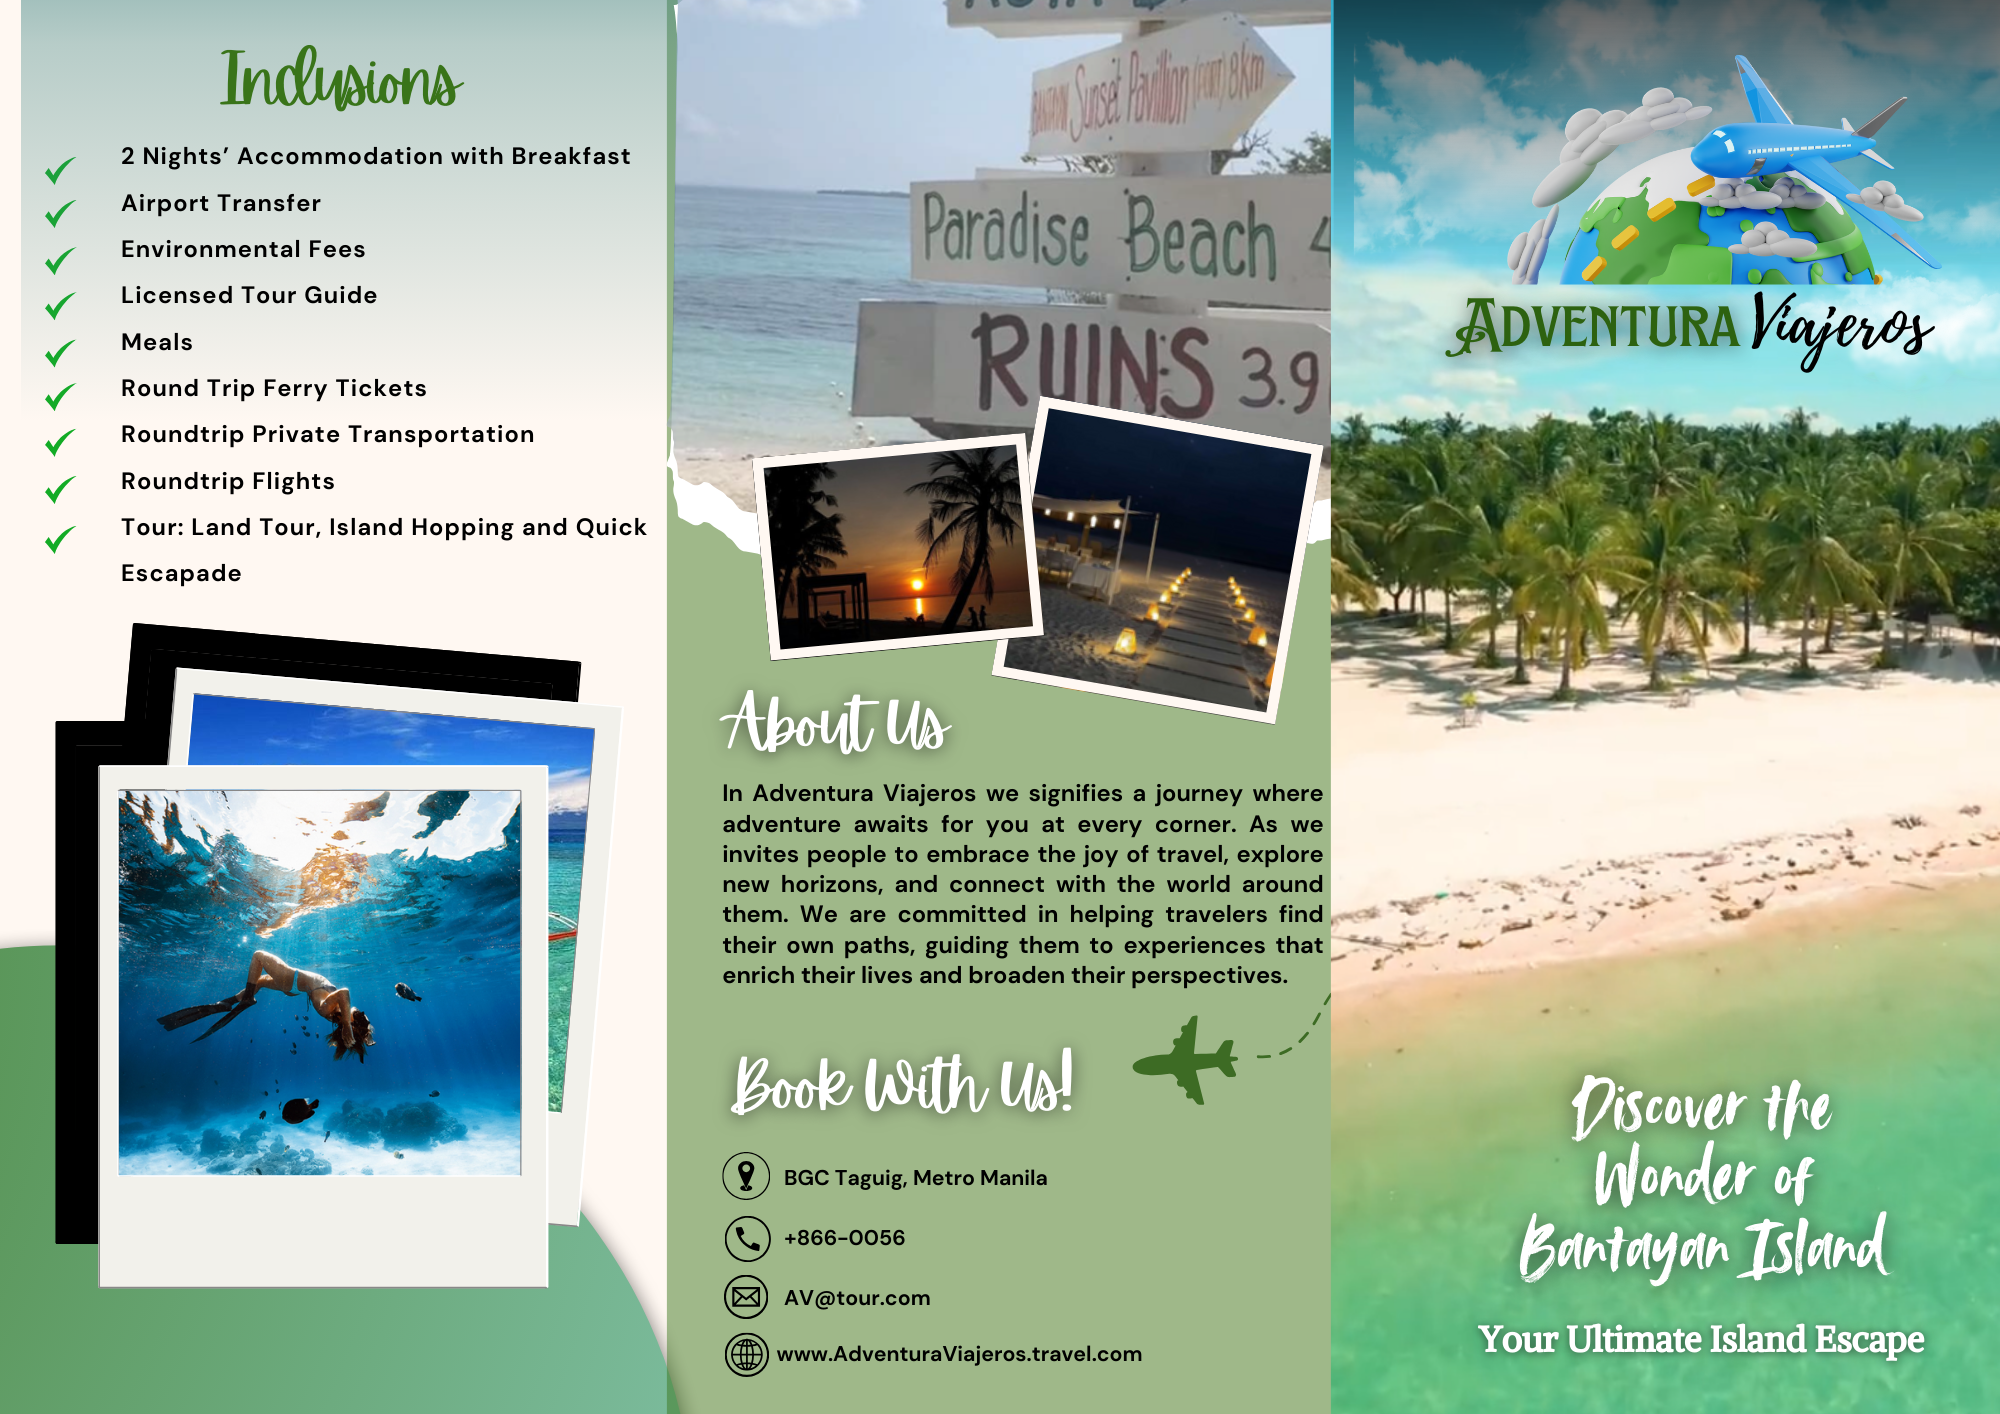 Inclusions
2 Nights’ Accommodation with Breakfast
Airport Transfer
Environmental Fees
Licensed Tour Guide
Meals
Round Trip Ferry Tickets
Roundtrip Private Transportation
Roundtrip Flights
Tour: Land Tour, Island Hopping and Quick
Escapade
Sunset Pavilion (PORT) 8Km
Paradise Beach 4
RUINS 3.9
About Us
In Adventura Viajeros we signifies a journey where
adventure awaits for you at every corner. As we
invites people to embrace the joy of travel, explore
new horizons, and connect with the world around
them. We are committed in helping travelers find
their own paths, guiding them to experiences that
enrich their lives and broaden their perspectives.
Book With Us!
BGC Taguig, Metro Manila
+866-0056
AV@tour.com
www.AdventuraViajeros.travel.com
ADVENTURA Viajeros
Discover the
Wonder of
Bantayan Island
Your Ultimate Island Escape